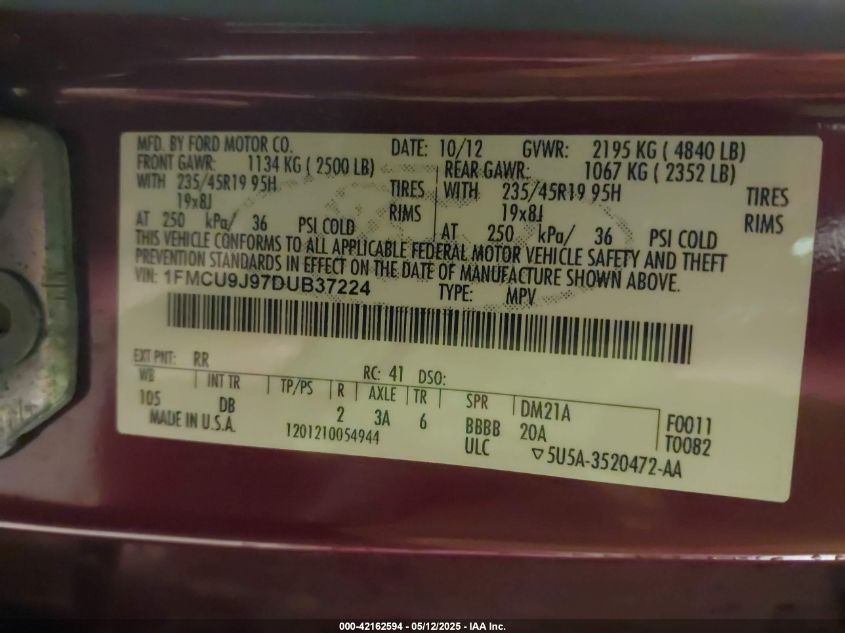 MFD. BY FORD MOTOR CO. DATE: 10/12 GVWR: 2195 KG ( 4840 LB)
FRONT GAWR: 1134 KG ( 2500 LB) REAR GAWR: 1067 KG ( 2352 LB)
WITH 235/45R19 95H TIRES WITH 235/45R19 95H TIRES
19x8J RIMS 19x8J RIMS
AT 250 kPa/ 36 PSI COLD AT 250 kPa/ 36 PSI COLD
THIS VEHICLE CONFORMS TO ALL APPLICABLE FEDERAL MOTOR VEHICLE SAFETY AND THEFT
PREVENTION STANDARDS IN EFFECT ON THE DATE OF MANUFACTURE SHOWN ABOVE.
VIN: 1FMCU9J97DUB37224 TYPE: MPV
EXT PNT: RR RC: 41 DSO:
WB INT TR TP/PS R AXLE TR SPR DM21A F0011
105 DB 2 3A 6 BBBB 20A T0082
MADE IN U.S.A. 1201210054944 ULC ▽5U5A-3520472-AA
000-42162594 - 05/12/2025 - IAA Inc.